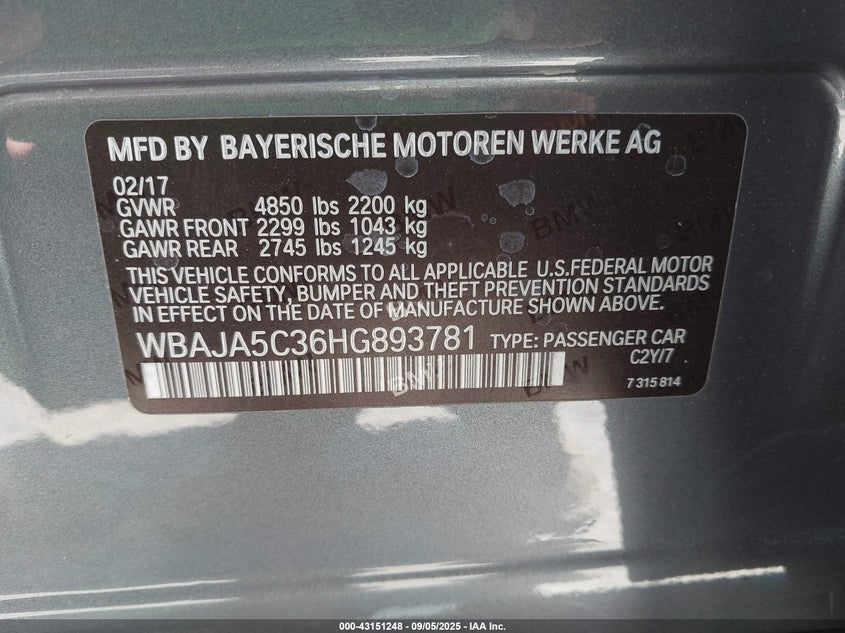 MFD BY BAYERISCHE MOTOREN WERKE AG
02/17
GVWR 4850 lbs 2200 kg
GAWR FRONT 2299 lbs 1043 kg
GAWR REAR 2745 lbs 1245 kg
THIS VEHICLE CONFORMS TO ALL APPLICABLE U.S.FEDERAL MOTOR
VEHICLE SAFETY, BUMPER AND THEFT PREVENTION STANDARDS
IN EFFECT ON THE DATE OF MANUFACTURE SHOWN ABOVE.
WBAJA5C36HG893781 TYPE: PASSENGER CAR
C2Y/7
7 315 814
000-43151248 - 09/05/2025 - IAA Inc.